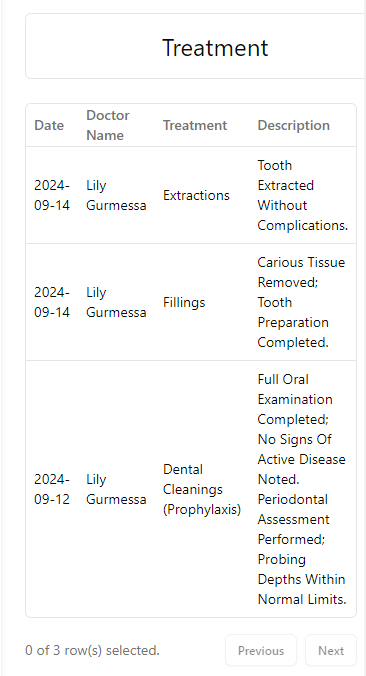 Treatment
Date
Doctor
Name
Treatment
Description
2024-
09-14
Lily
Gurmessa
Extractions
Tooth
Extracted
Without
Complications.
2024-
09-14
Lily
Gurmessa
Fillings
Carious Tissue
Removed;
Tooth
Preparation
Completed.
2024-
09-12
Lily
Gurmessa
Dental
Cleanings
(Prophylaxis)
Full Oral
Examination
Completed;
No Signs Of
Active Disease
Noted.
Periodontal
Assessment
Performed;
Probing
Depths Within
Normal Limits.
0 of 3 row(s) selected.
Previous
Next